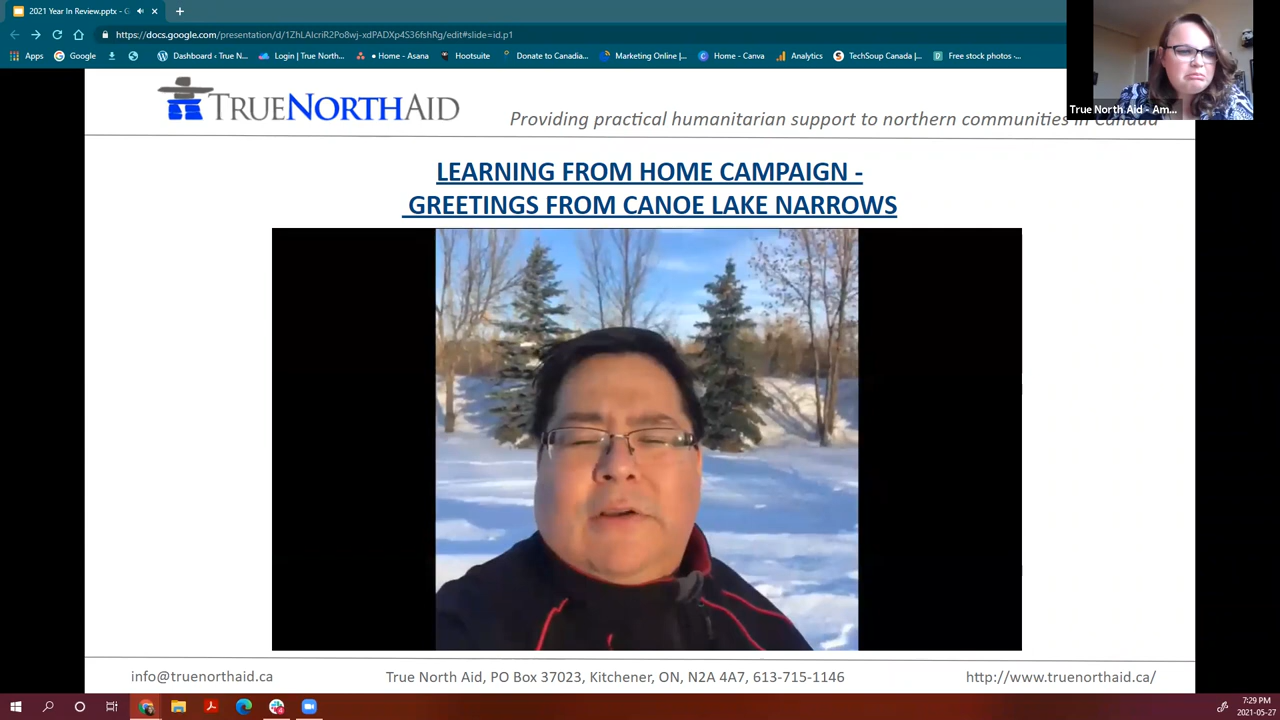 2021 Year In Review.pptx - G
https://docs.google.com/presentation/d/1ZhLAIcriR2Po8wj-xdPADXp4S36fshRg/edit#slide=id.p1
Apps Google Dashboard ‹ True N... Login | True North... • Home - Asana Hootsuite Donate to Canadia... Marketing Online |... Home - Canva Analytics TechSoup Canada |... Free stock photos -...
True North Aid - Am...
TRUENORTHAID
Providing practical humanitarian support to northern communities in Canada
LEARNING FROM HOME CAMPAIGN -
GREETINGS FROM CANOE LAKE NARROWS
info@truenorthaid.ca True North Aid, PO Box 37023, Kitchener, ON, N2A 4A7, 613-715-1146 http://www.truenorthaid.ca/
7:29 PM
2021-05-27